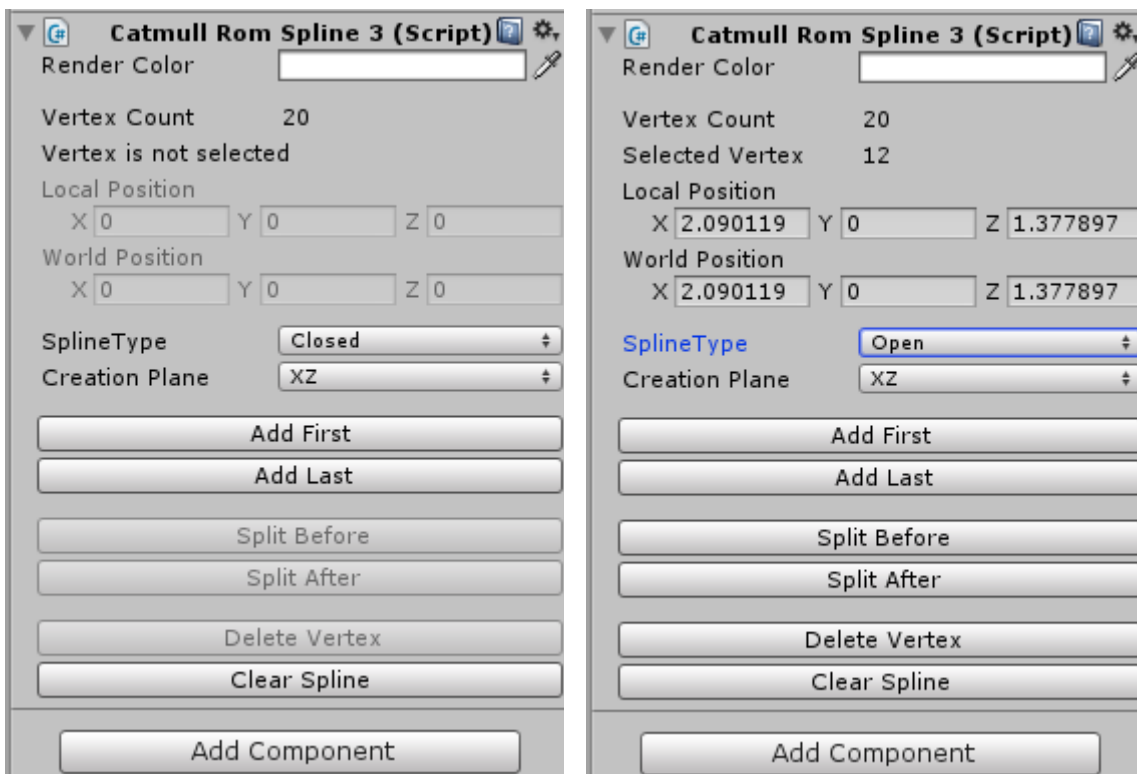 Catmull Rom Spline 3 (Script)
Render Color
Vertex Count 20
Vertex is not selected
Local Position
X 0 Y 0 Z 0
World Position
X 0 Y 0 Z 0
SplineType Closed
Creation Plane XZ
Add First
Add Last
Split Before
Split After
Delete Vertex
Clear Spline
Add Component
Catmull Rom Spline 3 (Script)
Render Color
Vertex Count 20
Selected Vertex 12
Local Position
X 2.090119 Y 0 Z 1.377897
World Position
X 2.090119 Y 0 Z 1.377897
SplineType Open
Creation Plane XZ
Add First
Add Last
Split Before
Split After
Delete Vertex
Clear Spline
Add Component